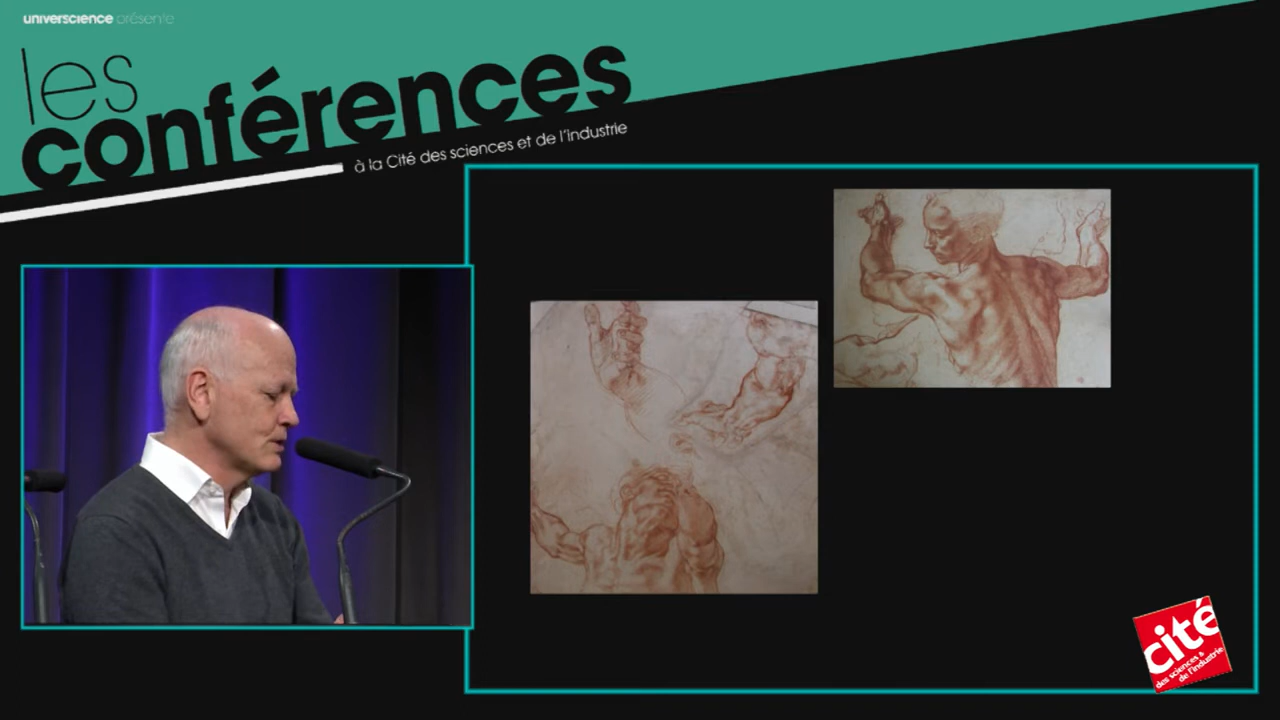 universcience présente
les
conférences
à la Cité des sciences et de l'industrie
cité
des sciences &
de l'industrie